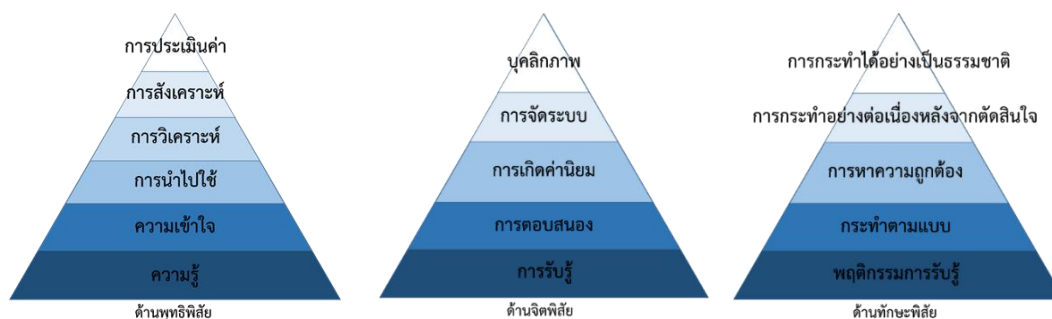 การประเมินค่า
การสังเคราะห์
การวิเคราะห์
การนำไปใช้
ความเข้าใจ
ความรู้
ด้านพุทธิพิสัย
บุคลิกภาพ
การจัดระบบ
การเกิดค่านิยม
การตอบสนอง
การรับรู้
ด้านจิตพิสัย
การกระทำได้อย่างเป็นธรรมชาติ
การกระทำอย่างต่อเนื่องหลังจากตัดสินใจ
การหาความถูกต้อง
กระทำตามแบบ
พฤติกรรมการรับรู้
ด้านทักษะพิสัย